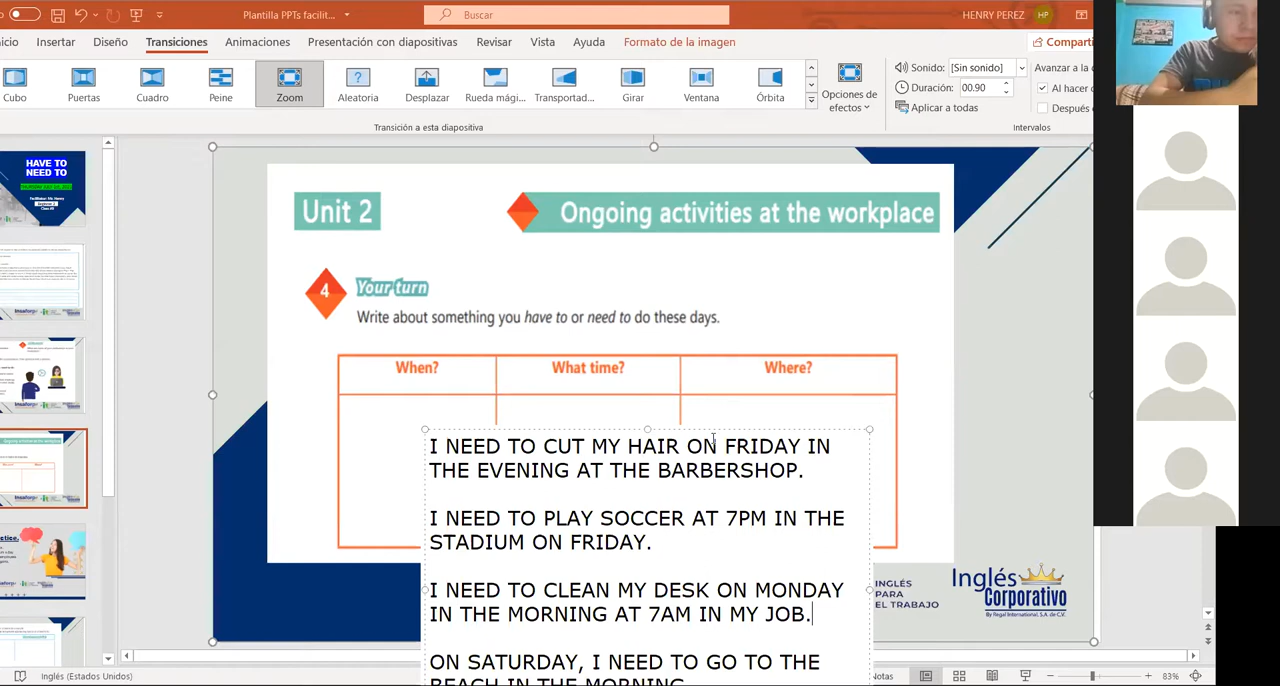 Plantilla PPTs facilit...
Buscar
HENRY PEREZ
HP
icio
Insertar
Diseño
Transiciones
Animaciones
Presentación con diapositivas
Revisar
Vista
Ayuda
Formato de la imagen
Comparti
Cubo
Puertas
Cuadro
Peine
Zoom
Aleatoria
Desplazar
Rueda mági...
Transportad...
Girar
Ventana
Órbita
Opciones de
efectos
Sonido: [Sin sonido]
Duración: 00.90
Aplicar a todas
Avanzar a la
Al hacer
Después
Transición a esta diapositiva
Intervalos
HAVE TO
NEED TO
Unit 2
Ongoing activities at the workplace
4
Your turn
Write about something you have to or need to do these days.
When?
What time?
Where?
I NEED TO CUT MY HAIR ON FRIDAY IN
THE EVENING AT THE BARBERSHOP.
I NEED TO PLAY SOCCER AT 7PM IN THE
STADIUM ON FRIDAY.
I NEED TO CLEAN MY DESK ON MONDAY
IN THE MORNING AT 7AM IN MY JOB.
ON SATURDAY, I NEED TO GO TO THE
BEACH IN THE MORNING
INGLÉS
PARA
EL TRABAJO
Inglés
Corporativo
By Regal International, S.A. de C.V.
Inglés (Estados Unidos)
Notas
83%